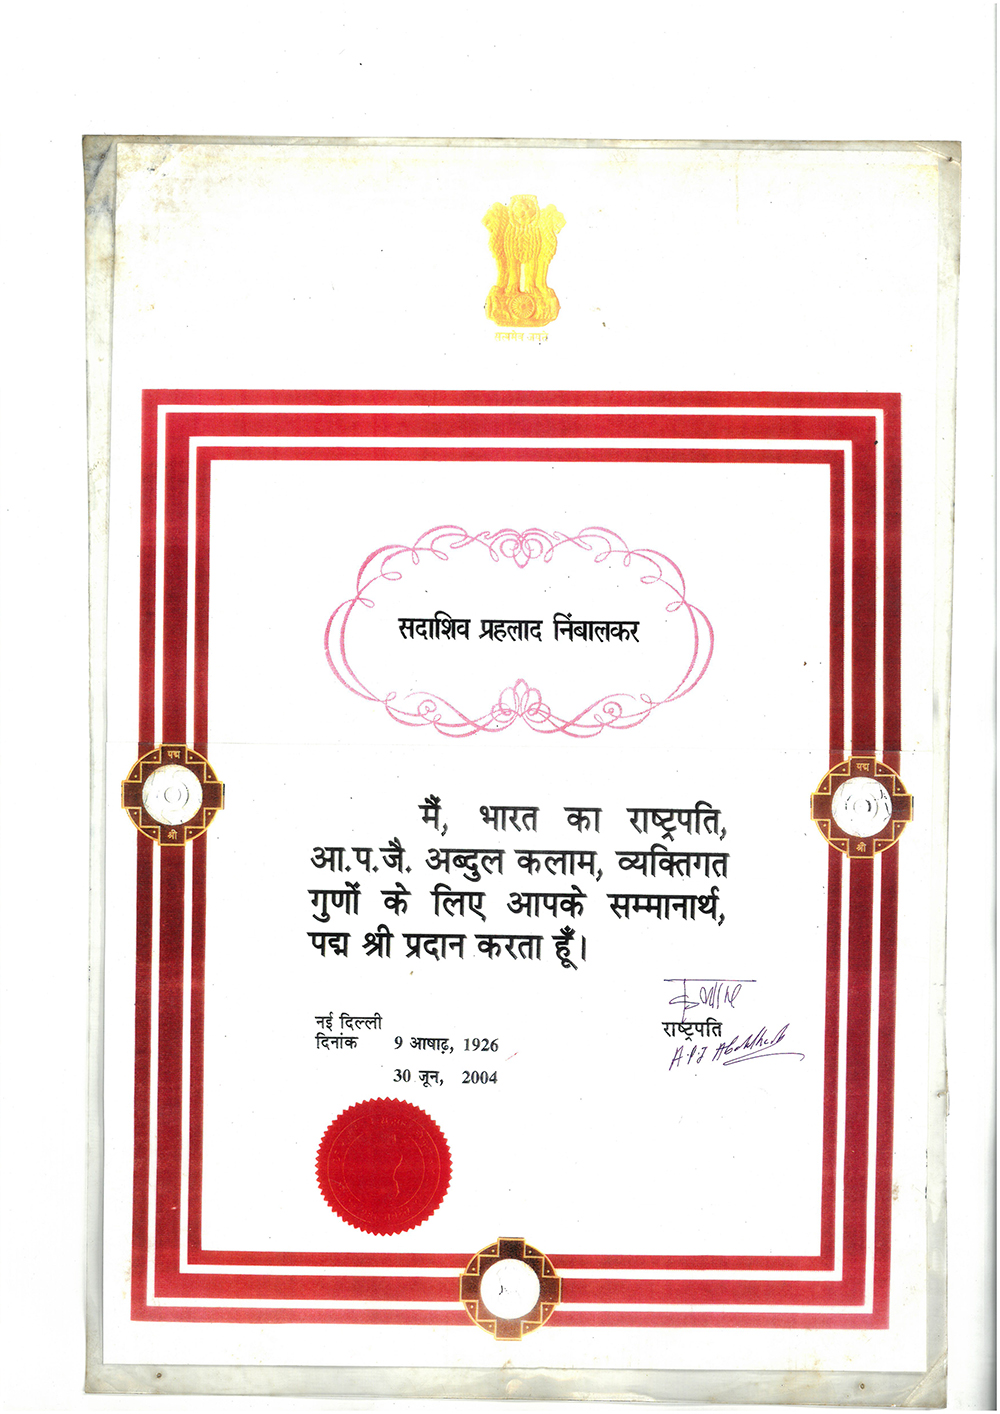 सत्यमेव जयते
सदाशिव प्रहलाद निंबालकर
पद्म
श्री
पद्म
श्री
मैं, भारत का राष्ट्रपति,
आ.प.जै. अब्दुल कलाम, व्यक्तिगत
गुणों के लिए आपके सम्मानार्थ,
पद्म श्री प्रदान करता हूँ।
नई दिल्ली
दिनांक 9 आषाढ़, 1926
30 जून, 2004
राष्ट्रपति